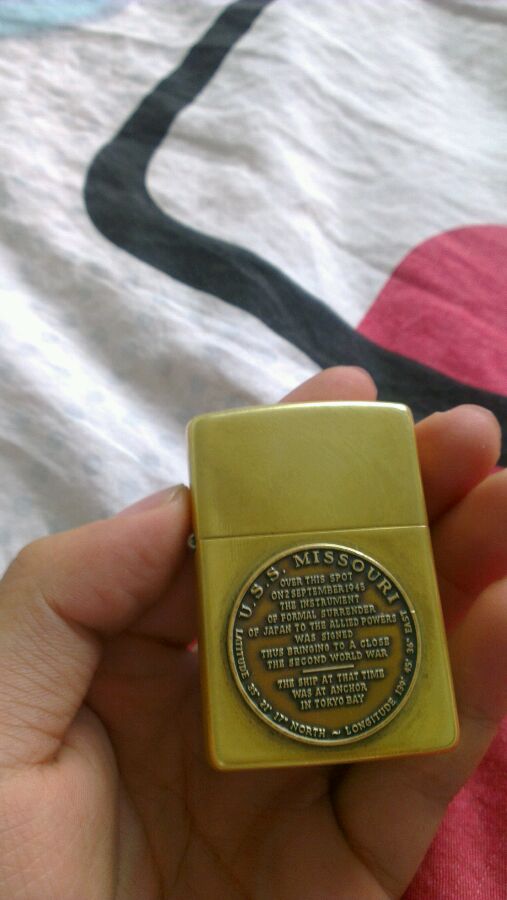 U.S.S. MISSOURI
OVER THIS SPOT
ON 2 SEPTEMBER 1945
THE INSTRUMENT
OF FORMAL SURRENDER
OF JAPAN TO THE ALLIED POWERS
WAS SIGNED
THUS BRINGING TO A CLOSE
THE SECOND WORLD WAR
THE SHIP AT THAT TIME
WAS AT ANCHOR
IN TOKYO BAY
LATITUDE 35° 21' 17" NORTH ~ LONGITUDE 139° 45' 36" EAST